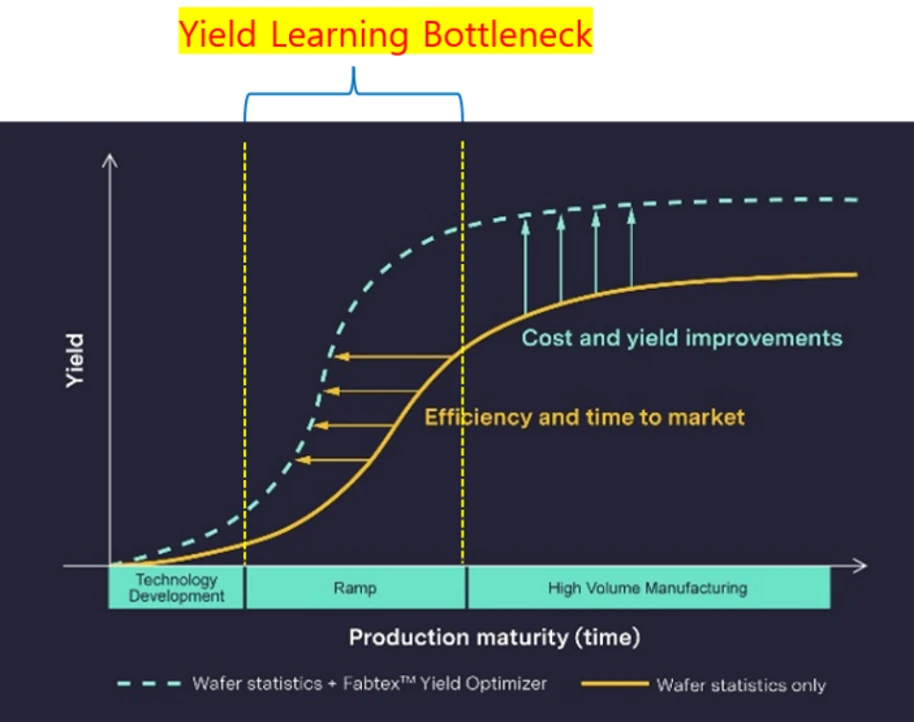 Yield Learning Bottleneck
Yield
Cost and yield improvements
Efficiency and time to market
Technology
Development
Ramp
High Volume Manufacturing
Production maturity (time)
Wafer statistics + Fabtex™ Yield Optimizer
Wafer statistics only